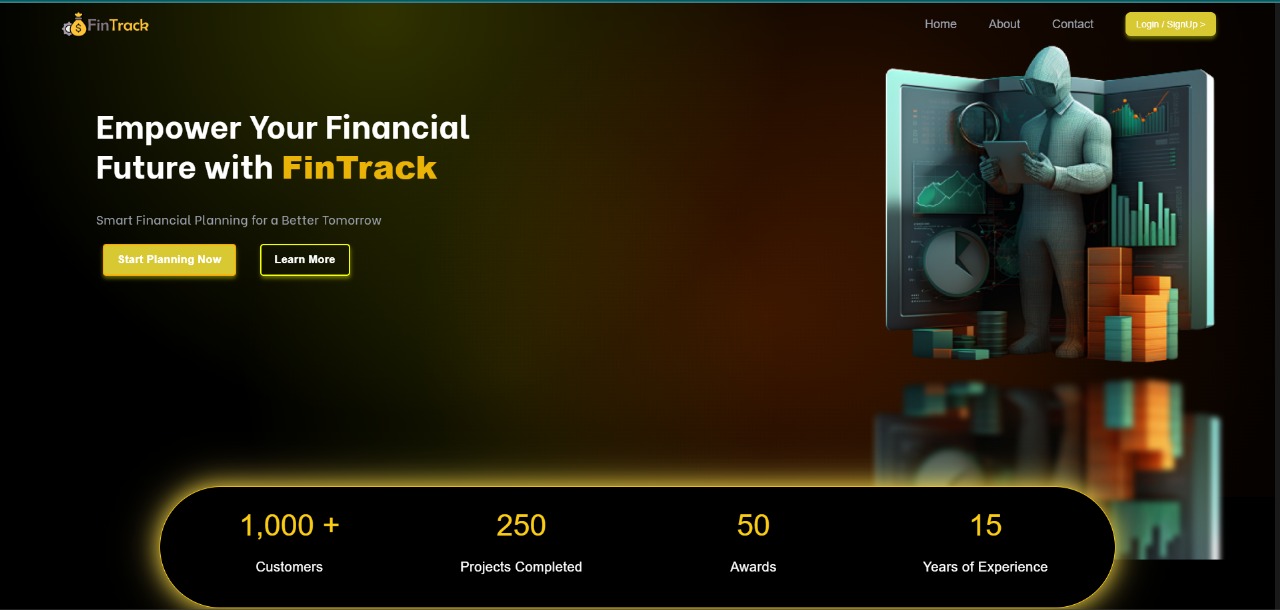 FinTrack
Home
About
Contact
Login / SignUp >
Empower Your Financial
Future with FinTrack
Smart Financial Planning for a Better Tomorrow
Start Planning Now
Learn More
1,000 +
250
50
15
Customers
Projects Completed
Awards
Years of Experience